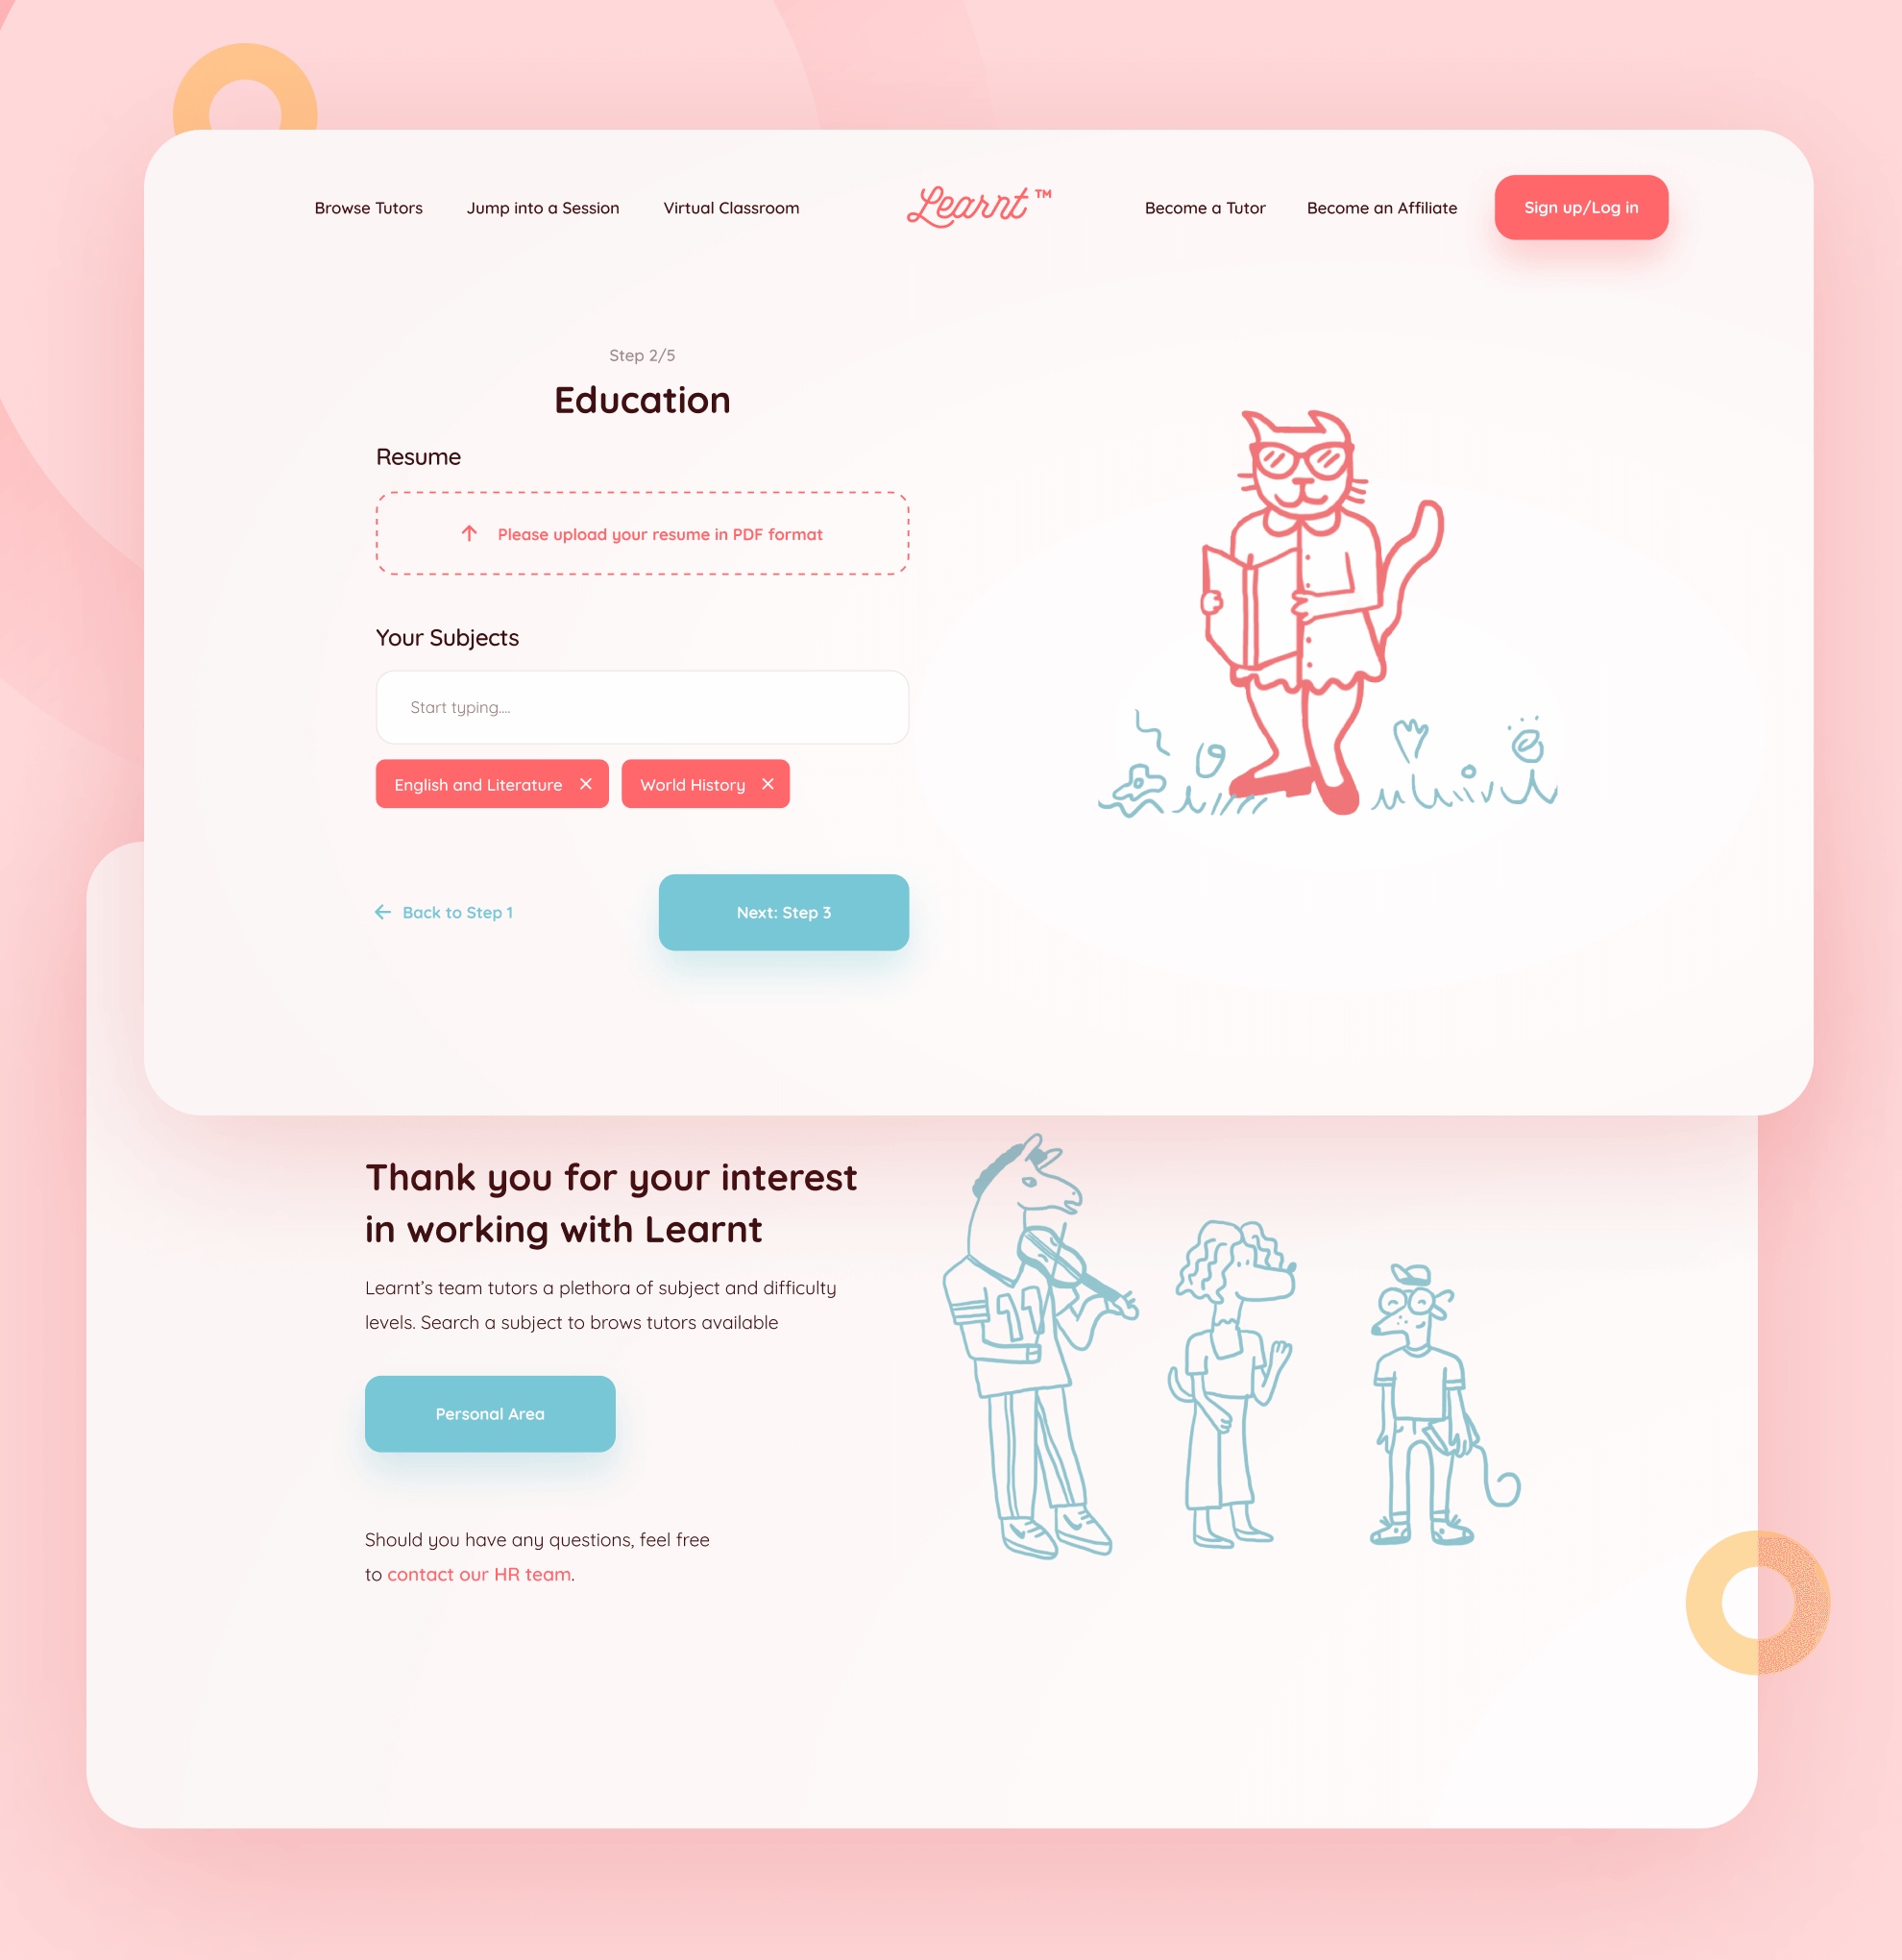 Browse Tutors
Jump into a Session
Virtual Classroom
Learnt™
Become a Tutor
Become an Affiliate
Sign up/Log in
Step 2/5
Education
Resume
Please upload your resume in PDF format
Your Subjects
Start typing....
English and Literature
World History
Back to Step 1
Next: Step 3
Thank you for your interest
in working with Learnt
Learnt’s team tutors a plethora of subject and difficulty
levels. Search a subject to brows tutors available
11
Personal Area
Should you have any questions, feel free
to contact our HR team.